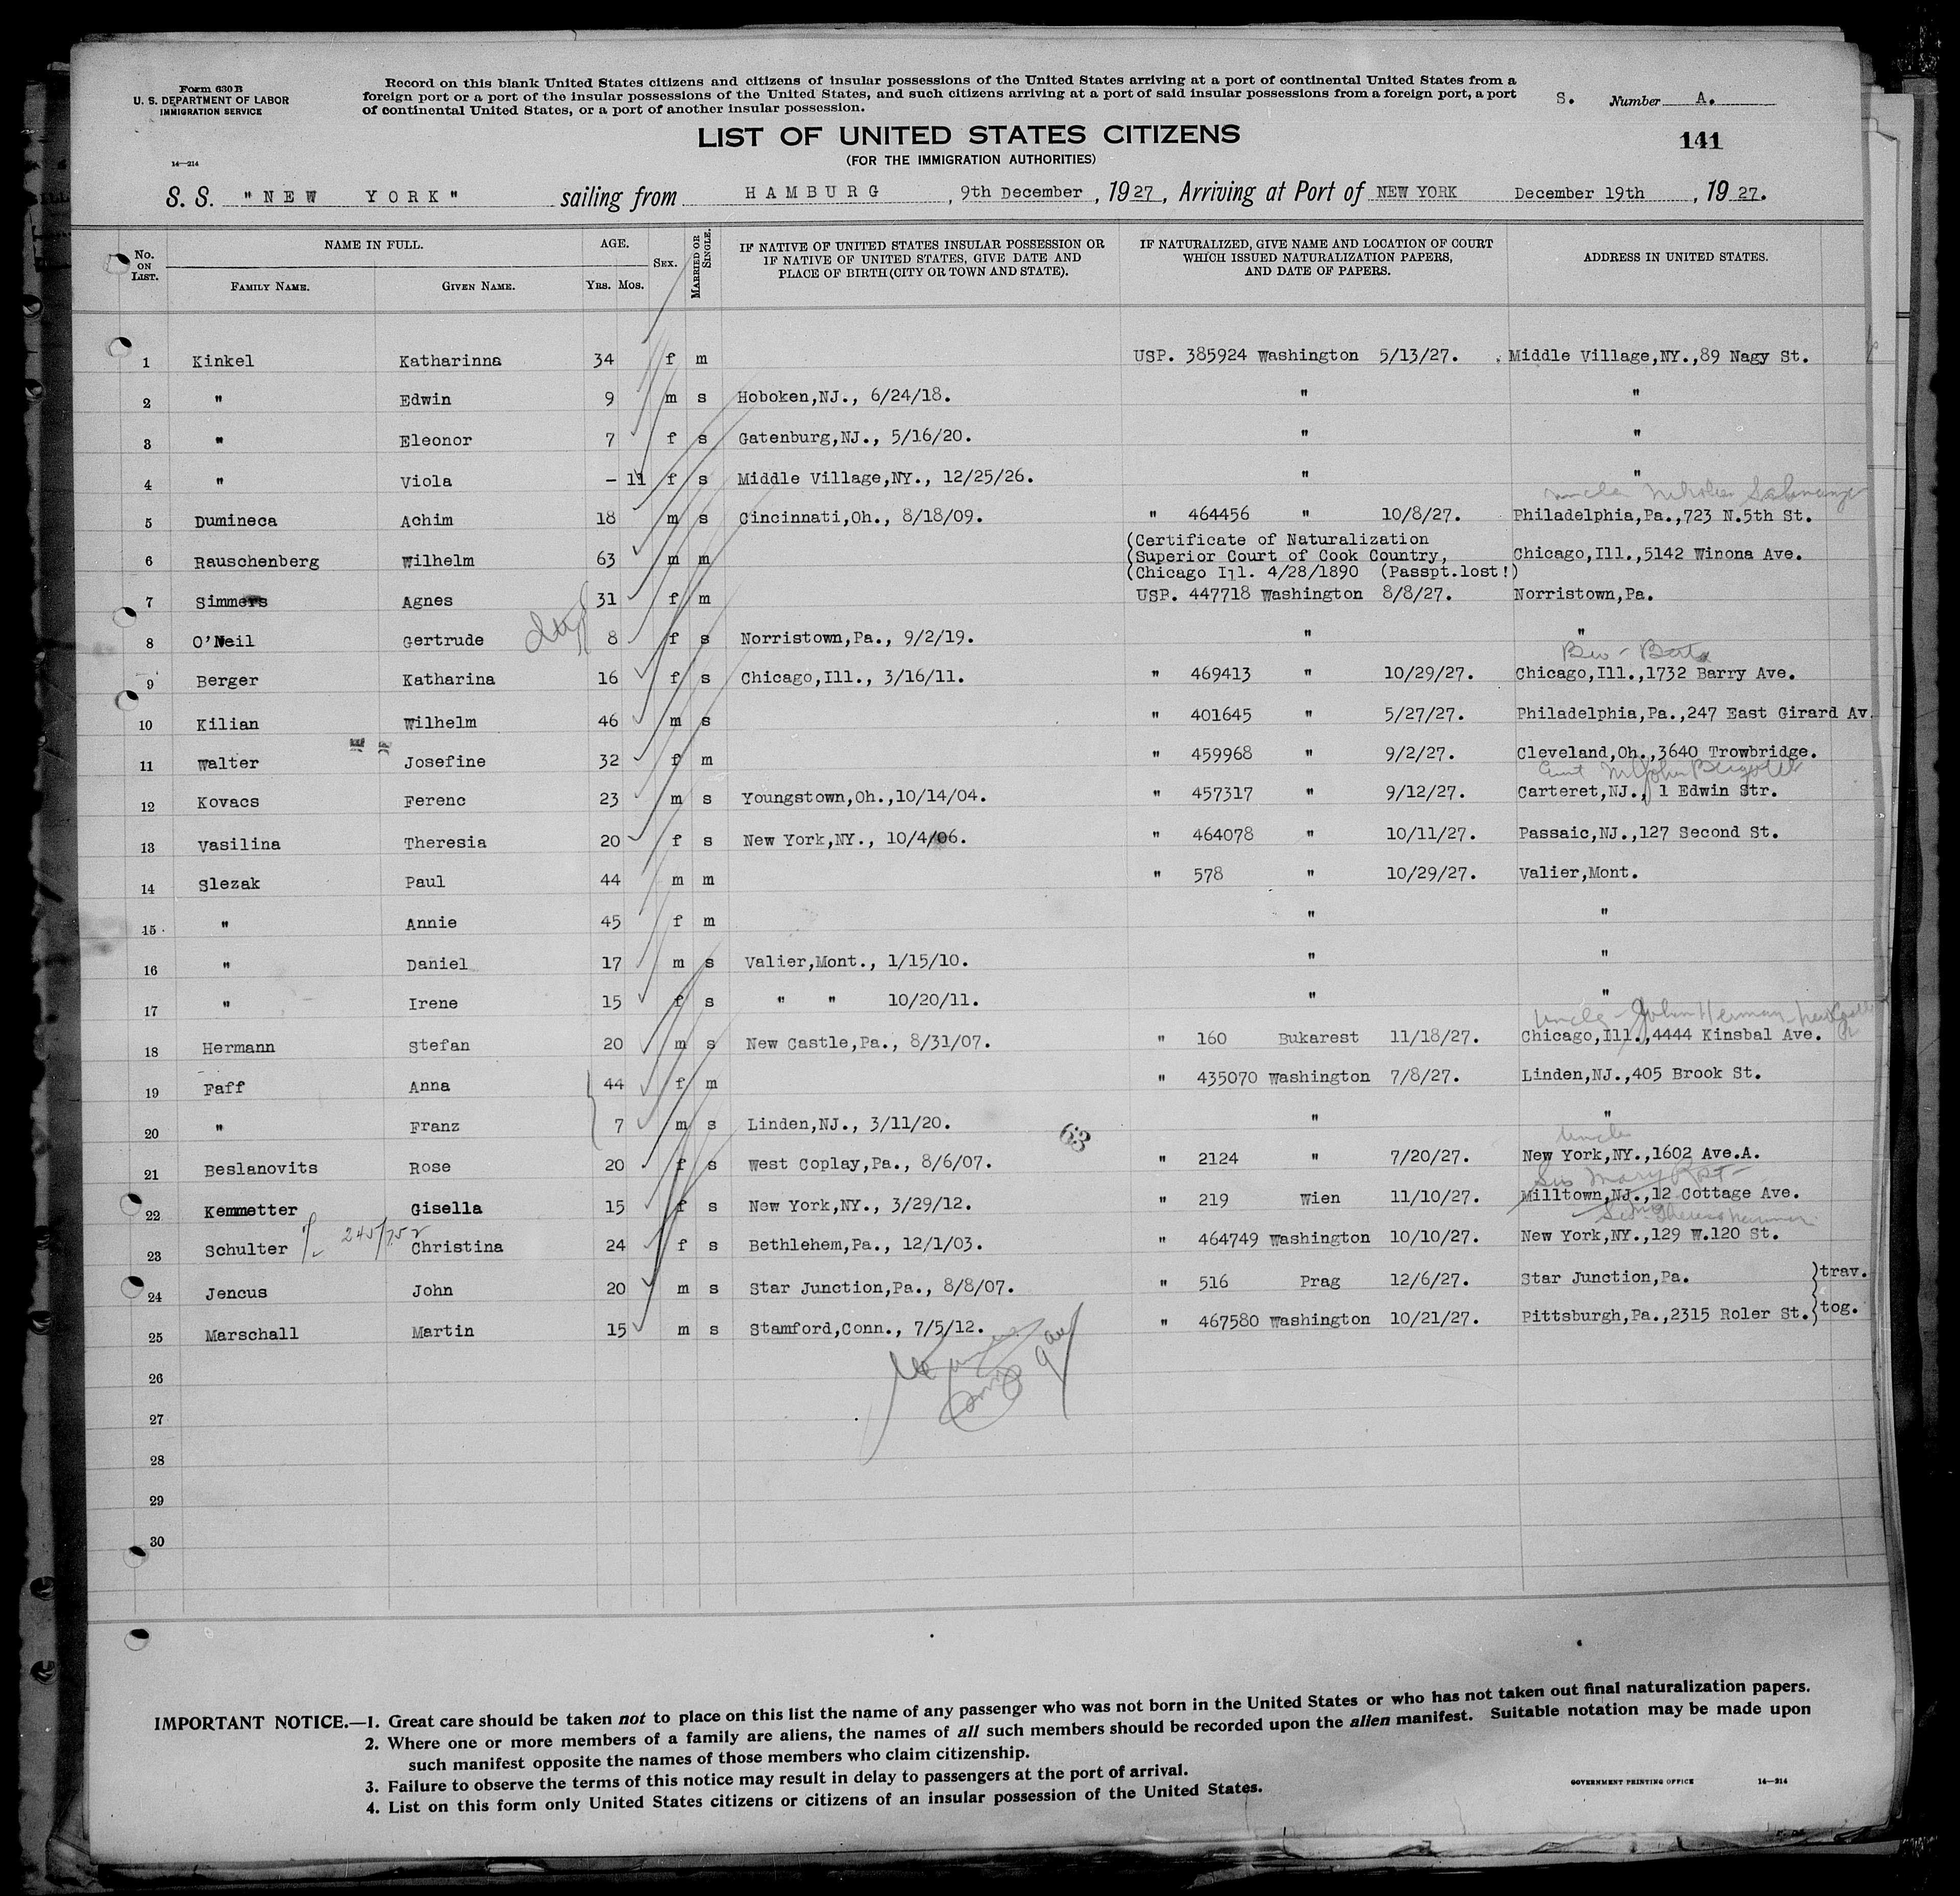 Form 630 B
U. S. DEPARTMENT OF LABOR
IMMIGRATION SERVICE
14—214
Record on this blank United States citizens and citizens of insular possessions of the United States arriving at a port of continental United States from a
foreign port or a port of the insular possessions of the United States, and such citizens arriving at a port of said insular possessions from a foreign port, a port
of continental United States, or a port of another insular possession.
S. Number A.
141
LIST OF UNITED STATES CITIZENS
(FOR THE IMMIGRATION AUTHORITIES)
S. S. "NEW YORK" sailing from HAMBURG, 9th December, 1927, Arriving at Port of NEW YORK December 19th, 1927.
No. ON LIST. NAME IN FULL. FAMILY NAME. GIVEN NAME. AGE. YRS. MOS. SEX. MARRIED OR SINGLE. IF NATIVE OF UNITED STATES INSULAR POSSESSION OR IF NATIVE OF UNITED STATES, GIVE DATE AND PLACE OF BIRTH (CITY OR TOWN AND STATE). IF NATURALIZED, GIVE NAME AND LOCATION OF COURT WHICH ISSUED NATURALIZATION PAPERS, AND DATE OF PAPERS. ADDRESS IN UNITED STATES.
1 Kinkel Katharinna 34 f m USP. 385924 Washington 5/13/27. Middle Village,NY.,89 Nagy St.
2 " Edwin 9 m s Hoboken,NJ., 6/24/18. " "
3 " Eleonor 7 f s Gatenburg,NJ., 5/16/20. " "
4 " Viola - 11 f s Middle Village,NY., 12/25/26. " "
uncle
5 Dumineca Achim 18 m s Cincinnati,Oh., 8/18/09. " 464456 " 10/8/27. Philadelphia,Pa.,723 N.5th St.
6 Rauschenberg Wilhelm 63 m m (Certificate of Naturalization
(Superior Court of Cook Country, Chicago,Ill.,5142 Winona Ave.
(Chicago Ill. 4/28/1890 (Passpt.lost!)
7 Simmers Agnes 31 f m USP. 447718 Washington 8/8/27. Norristown,Pa.
8 O'Neil Gertrude 8 f s Norristown,Pa., 9/2/19. " "
9 Berger Katharina 16 f s Chicago,Ill., 3/16/11. " 469413 " 10/29/27. Chicago,Ill.,1732 Barry Ave.
10 Kilian Wilhelm 46 m s " 401645 " 5/27/27. Philadelphia,Pa.,247 East Girard Av.
11 Walter Josefine 32 f m " 459968 " 9/2/27. Cleveland,Oh.,3640 Trowbridge.
12 Kovacs Ferenc 23 m s Youngstown,Oh.,10/14/04. " 457317 " 9/12/27. Carteret,NJ., 1 Edwin Str.
13 Vasilina Theresia 20 f s New York,NY., 10/4/06. " 464078 " 10/11/27. Passaic,NJ.,127 Second St.
14 Slezak Paul 44 m m " 578 " 10/29/27. Valier,Mont.
15 " Annie 45 f m " "
16 " Daniel 17 m s Valier,Mont., 1/15/10. " "
17 " Irene 15 f s " " 10/20/11. " "
Uncle - John Herman - New Castle
18 Hermann Stefan 20 m s New Castle,Pa., 8/31/07. " 160 Bukarest 11/18/27. Chicago,Ill.,4444 Kinsbal Ave.
19 Faff Anna 44 f m " 435070 Washington 7/8/27. Linden,NJ.,405 Brook St.
20 " Franz 7 m s Linden,NJ., 3/11/20. " "
63
uncle
21 Beslanovits Rose 20 f s West Coplay,Pa., 8/6/07. " 2124 " 7/20/27. New York,NY.,1602 Ave.A.
Sis Mary
22 Kemmetter Gisella 15 f s New York,NY., 3/29/12. " 219 Wien 11/10/27. Milltown,NJ.,12 Cottage Ave.
23 Schulter Christina 24 f s Bethlehem,Pa., 12/1/03. " 464749 Washington 10/10/27. New York,NY.,129 W.120 St.
24 Jencus John 20 m s Star Junction,Pa., 8/8/07. " 516 Prag 12/6/27. Star Junction,Pa. )trav.
25 Marschall Martin 15 m s Stamford,Conn., 7/5/12. " 467580 Washington 10/21/27. Pittsburgh,Pa.,2315 Roler St.)tog.
26
27
28
29
30
IMPORTANT NOTICE.—1. Great care should be taken not to place on this list the name of any passenger who was not born in the United States or who has not taken out final naturalization papers.
2. Where one or more members of a family are aliens, the names of all such members should be recorded upon the alien manifest. Suitable notation may be made upon
such manifest opposite the names of those members who claim citizenship.
3. Failure to observe the terms of this notice may result in delay to passengers at the port of arrival.
4. List on this form only United States citizens or citizens of an insular possession of the United States.
GOVERNMENT PRINTING OFFICE 14—214